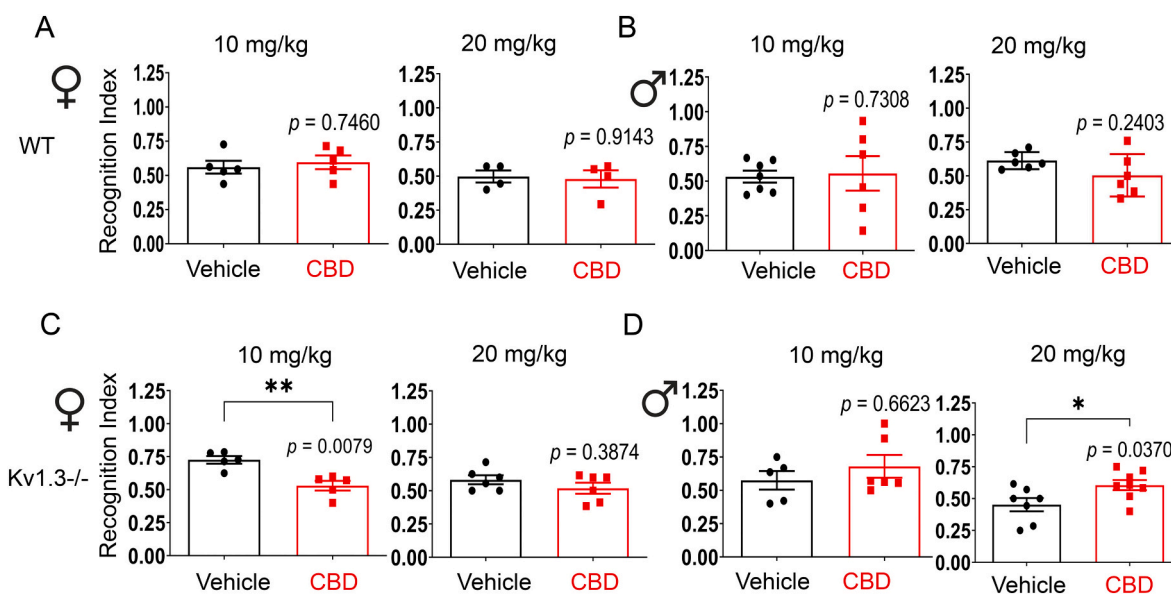 A
B
10 mg/kg
20 mg/kg
10 mg/kg
20 mg/kg
♀
♂
WT
Recognition Index
1.25
1.00
0.75
0.50
0.25
0.00
p = 0.7460
Vehicle
CBD
1.25
1.00
0.75
0.50
0.25
0.00
p = 0.9143
Vehicle
CBD
1.25
1.00
0.75
0.50
0.25
0.00
p = 0.7308
Vehicle
CBD
1.25
1.00
0.75
0.50
0.25
0.00
p = 0.2403
Vehicle
CBD
C
D
10 mg/kg
20 mg/kg
10 mg/kg
20 mg/kg
♀
♂
Kv1.3-/-
Recognition Index
1.25
1.00
0.75
0.50
0.25
0.00
**
p = 0.0079
Vehicle
CBD
1.25
1.00
0.75
0.50
0.25
0.00
p = 0.3874
Vehicle
CBD
1.25
1.00
0.75
0.50
0.25
0.00
p = 0.6623
Vehicle
CBD
1.25
1.00
0.75
0.50
0.25
0.00
*
p = 0.0370
Vehicle
CBD